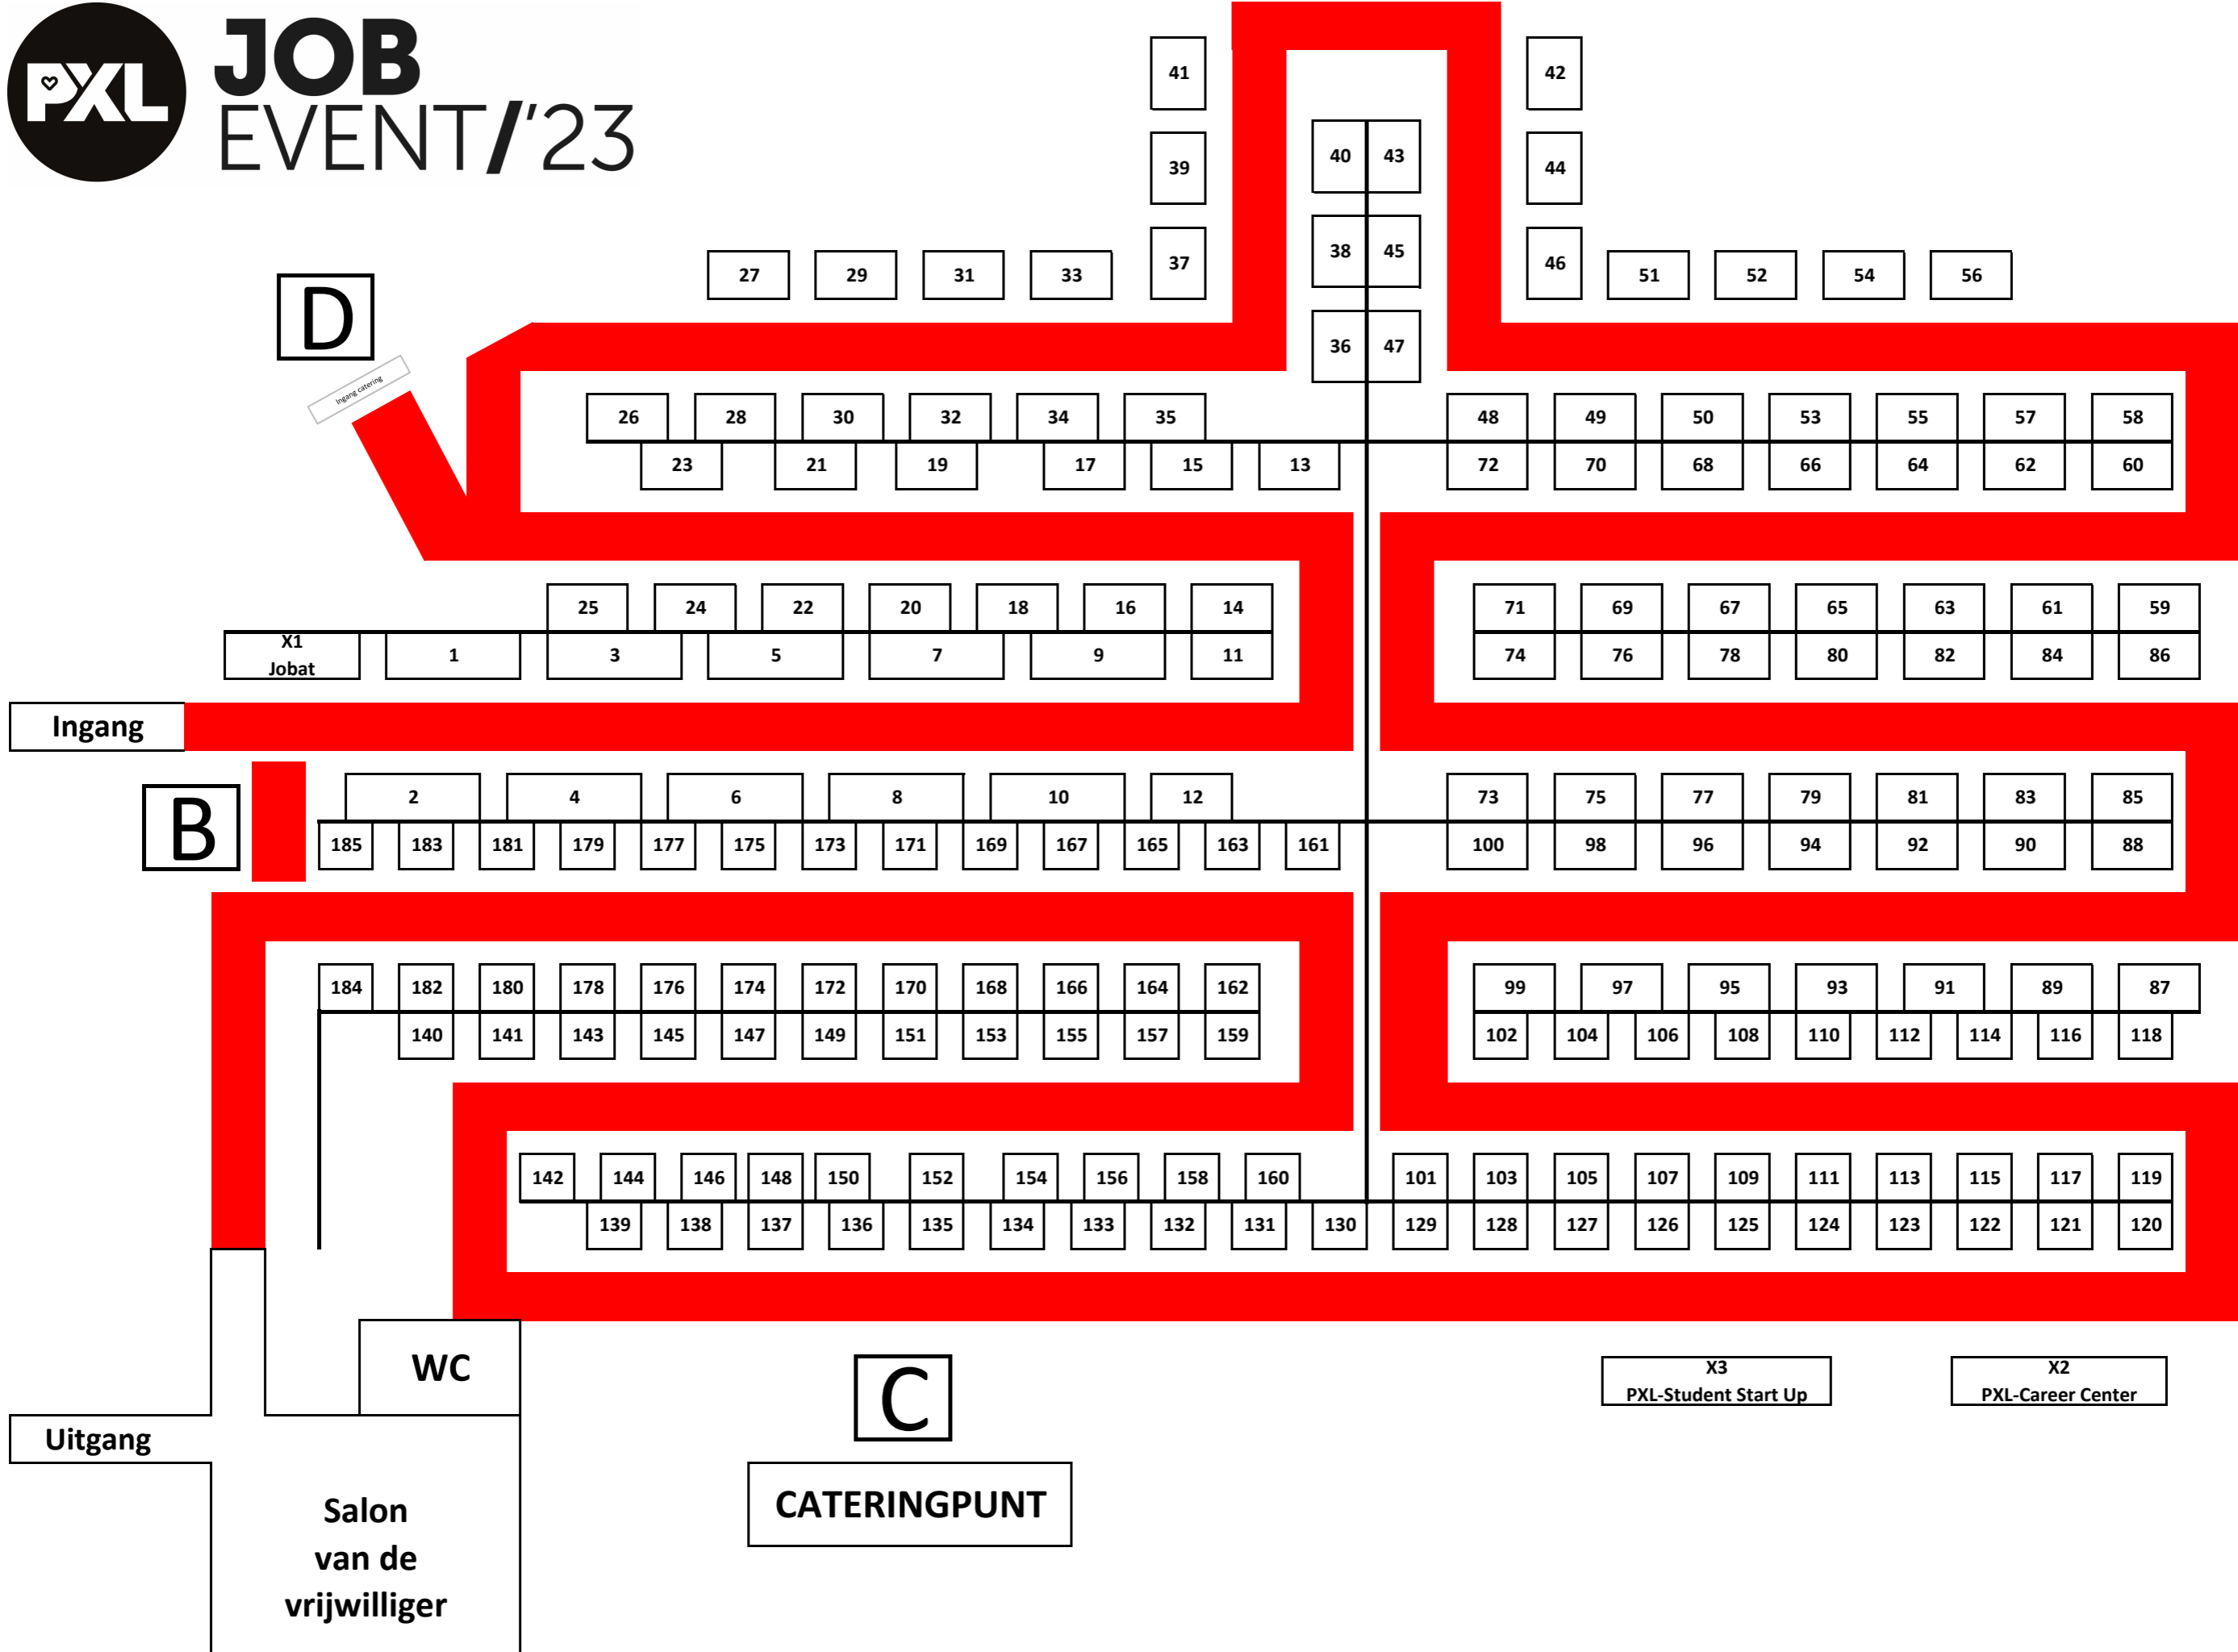 PXL JOB
EVENT/'23
41 42
40 43
39 44
38 45
37 46
27 29 31 33 51 52 54 56
D
36 47
Ingang catering
26 28 30 32 34 35 48 49 50 53 55 57 58
23 21 19 17 15 13 72 70 68 66 64 62 60
25 24 22 20 18 16 14 71 69 67 65 63 61 59
X1
Jobat
1 3 5 7 9 11 74 76 78 80 82 84 86
Ingang
B
2 4 6 8 10 12 73 75 77 79 81 83 85
185 183 181 179 177 175 173 171 169 167 165 163 161 100 98 96 94 92 90 88
184 182 180 178 176 174 172 170 168 166 164 162 99 97 95 93 91 89 87
140 141 143 145 147 149 151 153 155 157 159 102 104 106 108 110 112 114 116 118
142 144 146 148 150 152 154 156 158 160 101 103 105 107 109 111 113 115 117 119
139 138 137 136 135 134 133 132 131 130 129 128 127 126 125 124 123 122 121 120
WC
C
X3
PXL-Student Start Up
X2
PXL-Career Center
Uitgang
CATERINGPUNT
Salon
van de
vrijwilliger